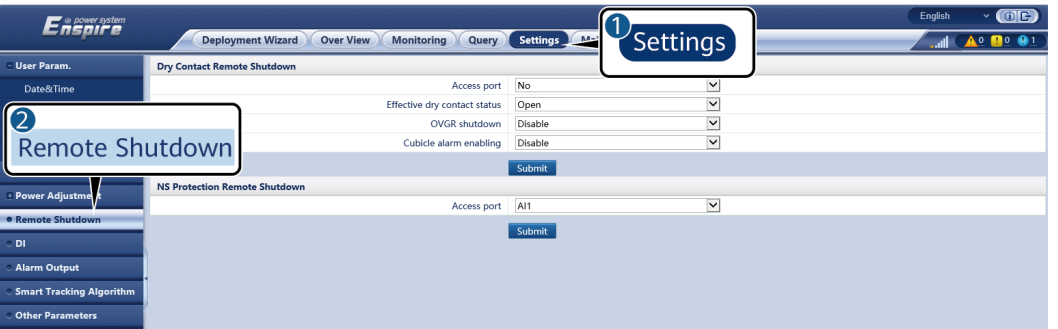 Enspire @ power system
English
Deployment Wizard Over View Monitoring Query Settings
1 Settings
0 0 1
User Param.
Date&Time
2
Remote Shutdown
Power Adjustment
Remote Shutdown
DI
Alarm Output
Smart Tracking Algorithm
Other Parameters
Dry Contact Remote Shutdown
Access port No
Effective dry contact status Open
OVGR shutdown Disable
Cubicle alarm enabling Disable
Submit
NS Protection Remote Shutdown
Access port AI1
Submit